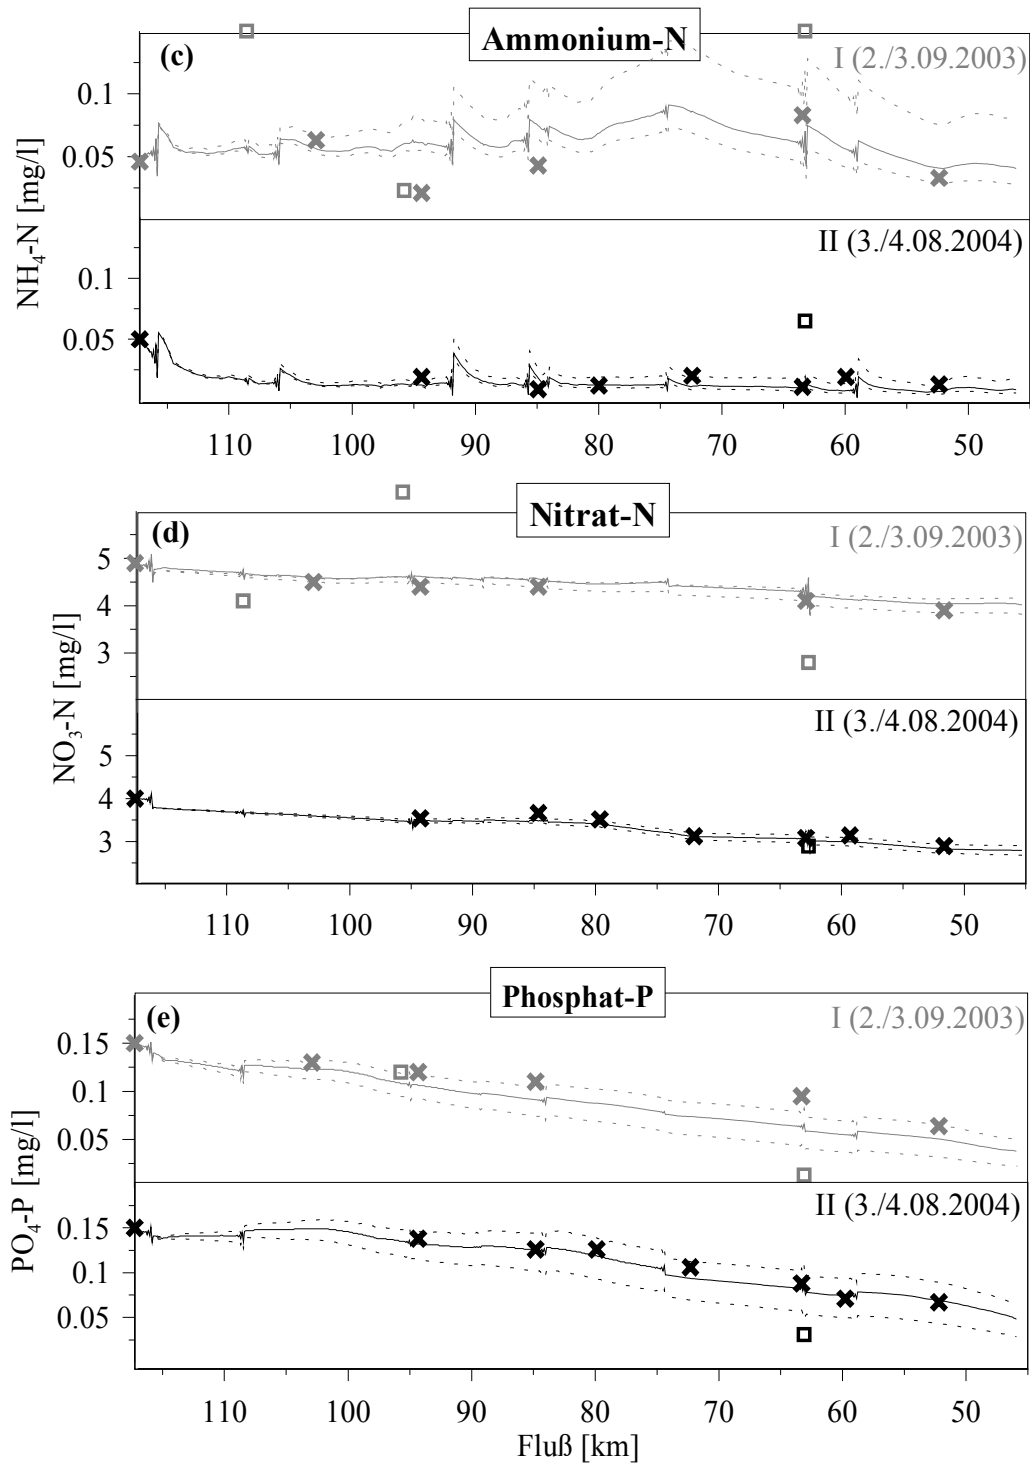 Ammonium-N
(c)
I (2./3.09.2003)
0.1
0.05
NH₄-N [mg/l]
II (3./4.08.2004)
0.1
0.05
110 100 90 80 70 60 50
Nitrat-N
(d)
I (2./3.09.2003)
5
4
3
NO₃-N [mg/l]
II (3./4.08.2004)
5
4
3
110 100 90 80 70 60 50
Phosphat-P
(e)
I (2./3.09.2003)
0.15
0.1
0.05
PO₄-P [mg/l]
II (3./4.08.2004)
0.15
0.1
0.05
110 100 90 80 70 60 50
Fluß [km]